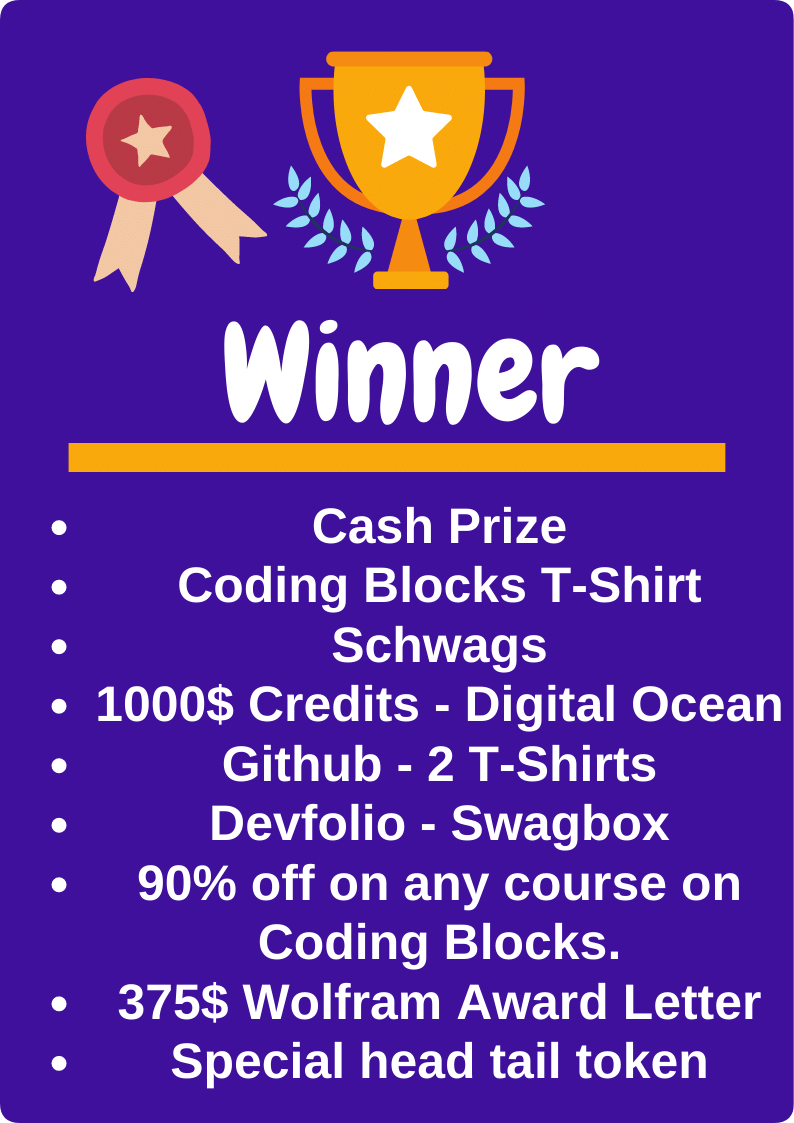 Winner
• Cash Prize
• Coding Blocks T-Shirt
• Schwags
• 1000$ Credits - Digital Ocean
• Github - 2 T-Shirts
• Devfolio - Swagbox
• 90% off on any course on
Coding Blocks.
• 375$ Wolfram Award Letter
• Special head tail token